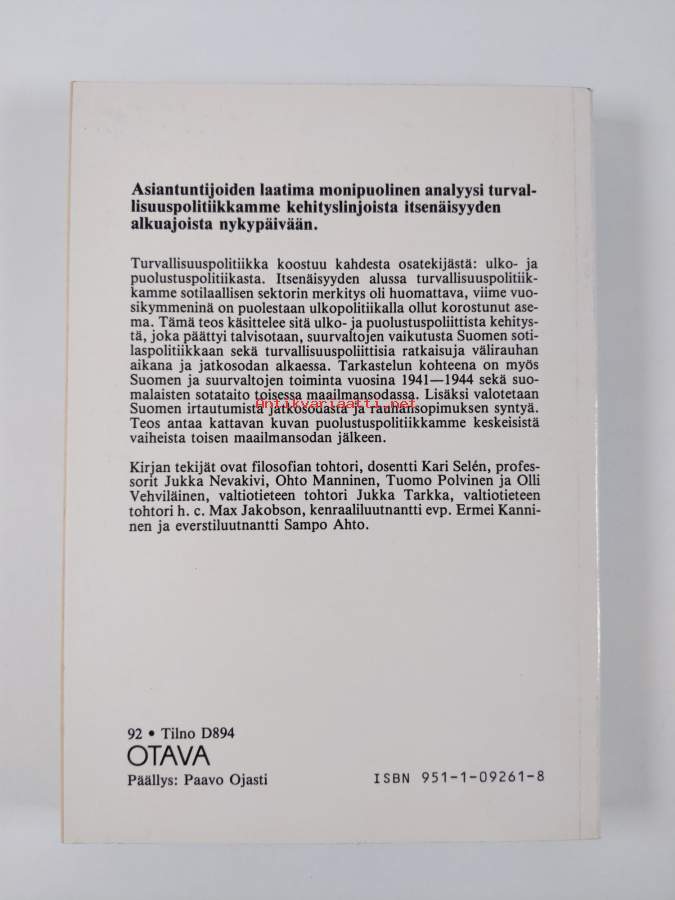 Asiantuntijoiden laatima monipuolinen analyysi turval-
lisuuspolitiikkamme kehityslinjoista itsenäisyyden
alkuajoista nykypäivään.
Turvallisuuspolitiikka koostuu kahdesta osatekijästä: ulko- ja
puolustuspolitiikasta. Itsenäisyyden alussa turvallisuuspolitiik-
kamme sotilaallisen sektorin merkitys oli huomattava, viime vuo-
sikymmeninä on puolestaan ulkopolitiikalla ollut korostunut ase-
ma. Tämä teos käsittelee sitä ulko- ja puolustuspoliittista kehitys-
tä, joka päättyi talvisotaan, suurvaltojen vaikutusta Suomen soti-
laspolitiikkaan sekä turvallisuuspoliittisia ratkaisuja välirauhan
aikana ja jatkosodan alkaessa. Tarkastelun kohteena on myös
Suomen ja suurvaltojen toiminta vuosina 1941—1944 sekä suo-
malaisten sotataito toisessa maailmansodassa. Lisäksi valotetaan
Antikvariaatti.net
Suomen irtautumista jatkosodasta ja rauhansopimuksen syntyä.
Teos antaa kattavan kuvan puolustuspolitiikkamme keskeisistä
vaiheista toisen maailmansodan jälkeen.
Kirjan tekijät ovat filosofian tohtori, dosentti Kari Selén, profes-
sorit Jukka Nevakivi, Ohto Manninen, Tuomo Polvinen ja Olli
Vehviläinen, valtiotieteen tohtori Jukka Tarkka, valtiotieteen
tohtori h. c. Max Jakobson, kenraaliluutnantti evp. Ermei Kanni-
nen ja everstiluutnantti Sampo Ahto.
92 • Tilno D894
OTAVA
Päällys: Paavo Ojasti
ISBN 951-1-09261-8